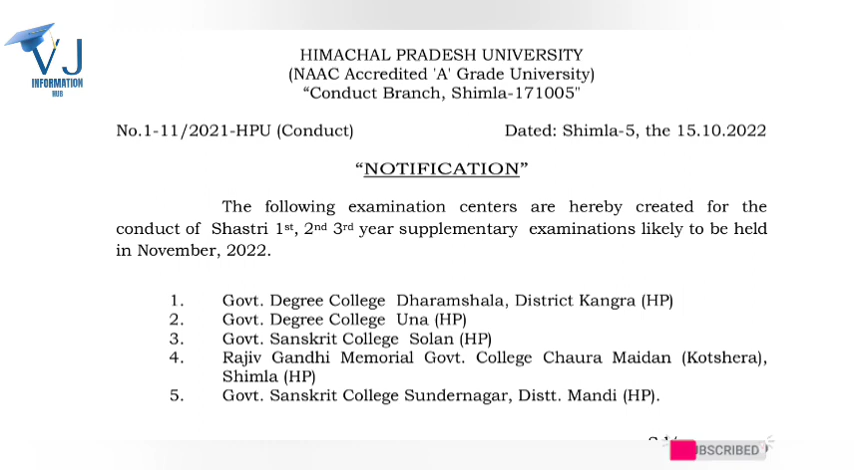 VJ
INFORMATION
HUB
HIMACHAL PRADESH UNIVERSITY
(NAAC Accredited 'A' Grade University)
“Conduct Branch, Shimla-171005"
No.1-11/2021-HPU (Conduct) Dated: Shimla-5, the 15.10.2022
“NOTIFICATION”
The following examination centers are hereby created for the
conduct of Shastri 1st, 2nd 3rd year supplementary examinations likely to be held
in November, 2022.
1. Govt. Degree College Dharamshala, District Kangra (HP)
2. Govt. Degree College Una (HP)
3. Govt. Sanskrit College Solan (HP)
4. Rajiv Gandhi Memorial Govt. College Chaura Maidan (Kotshera),
Shimla (HP)
5. Govt. Sanskrit College Sundernagar, Distt. Mandi (HP).
BSCRIBED